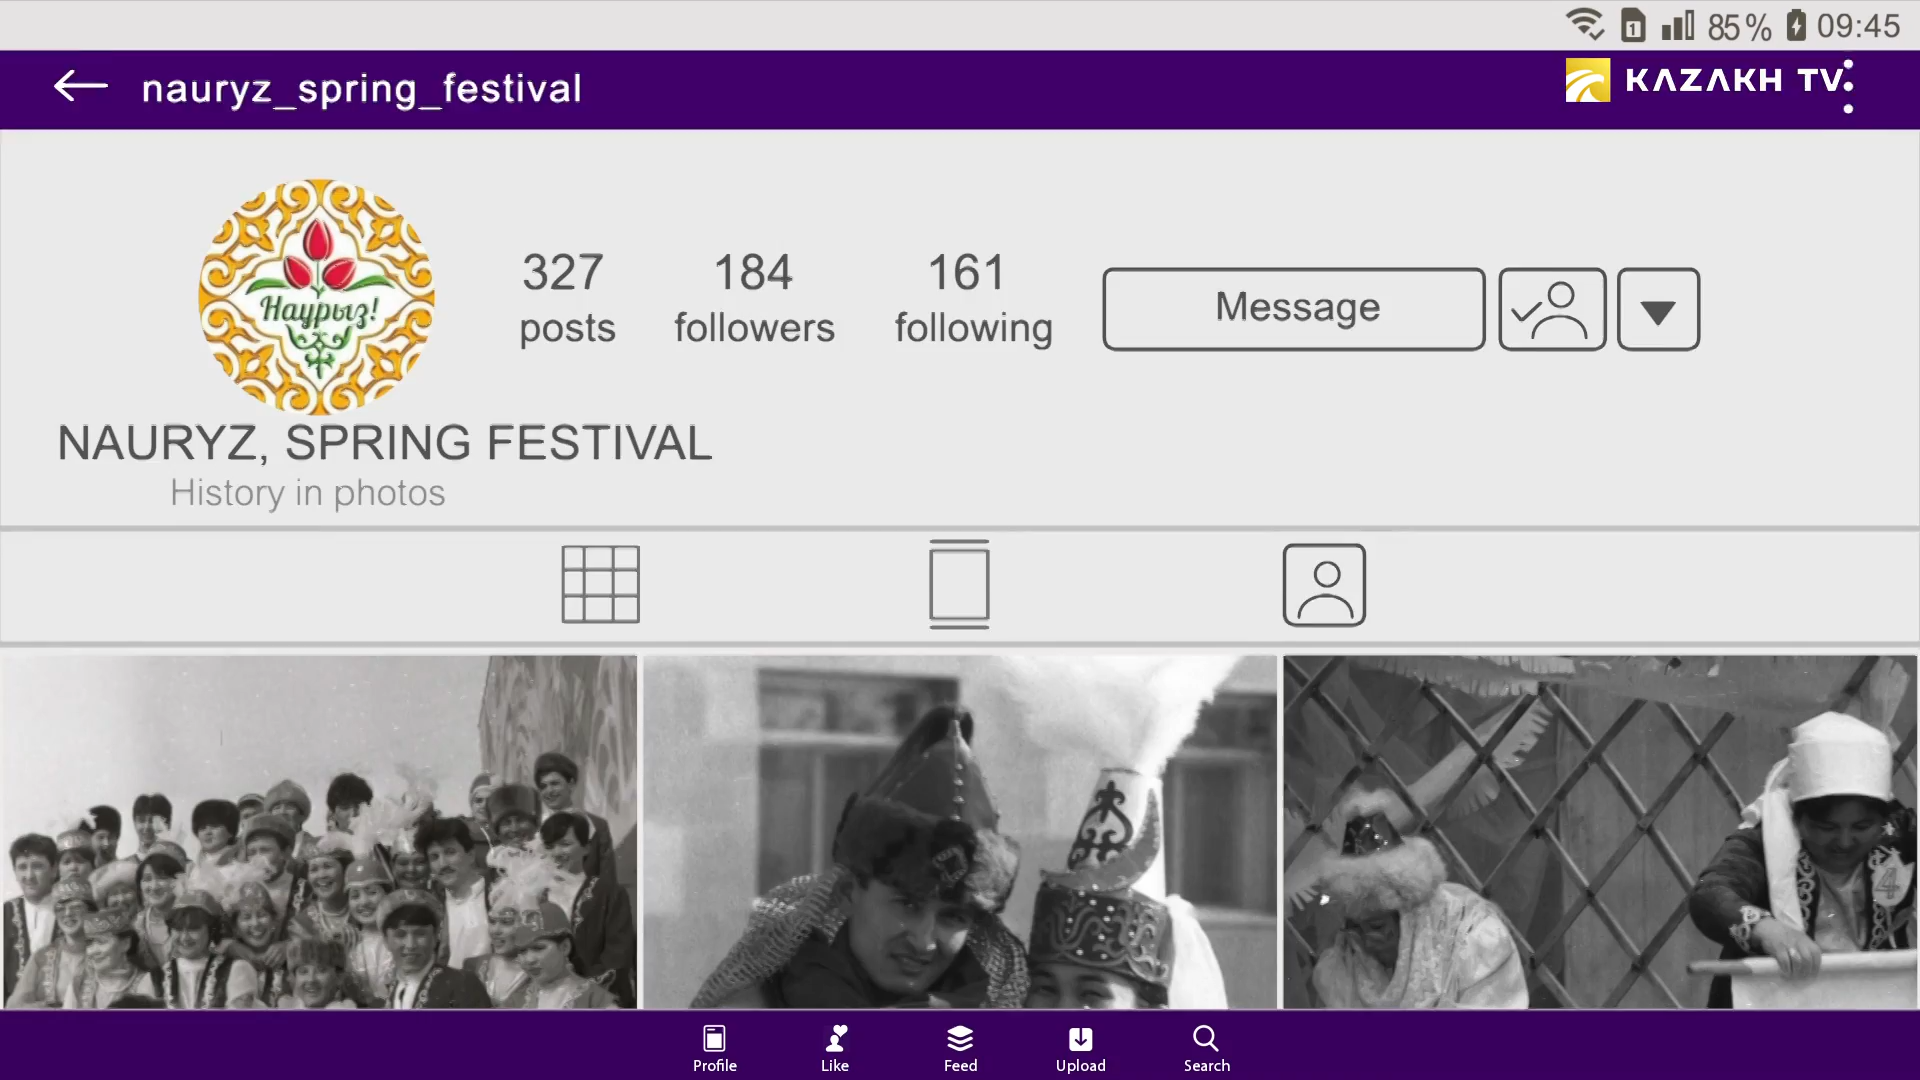 85% 09:45
nauryz_spring_festival
KAZAKH TV
Наурыз!
327 posts
184 followers
161 following
Message
NAURYZ, SPRING FESTIVAL
History in photos
4
Profile
Like
Feed
Upload
Search